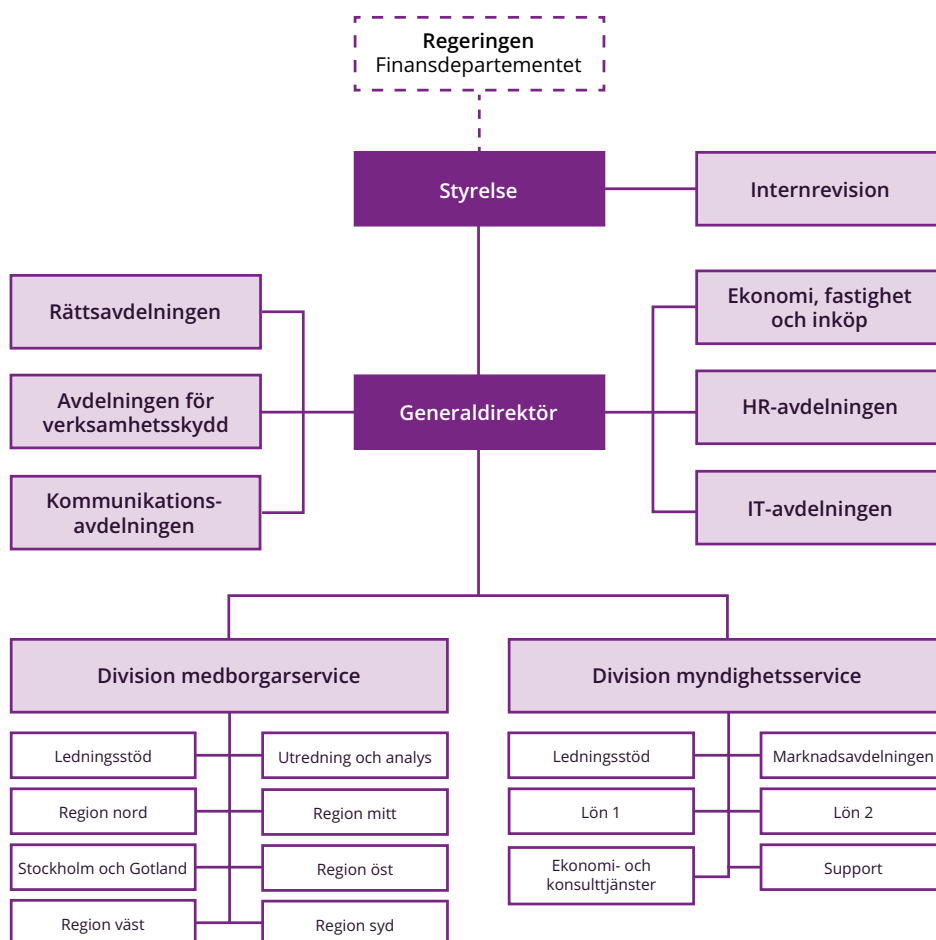 Regeringen
Finansdepartementet
Styrelse
Internrevision
Rättsavdelningen
Avdelningen för
verksamhetsskydd
Kommunikations-
avdelningen
Generaldirektör
Ekonomi, fastighet
och inköp
HR-avdelningen
IT-avdelningen
Division medborgarservice
Ledningsstöd
Utredning och analys
Region nord
Region mitt
Stockholm och Gotland
Region öst
Region väst
Region syd
Division myndighetsservice
Ledningsstöd
Marknadsavdelningen
Lön 1
Lön 2
Ekonomi- och
konsulttjänster
Support